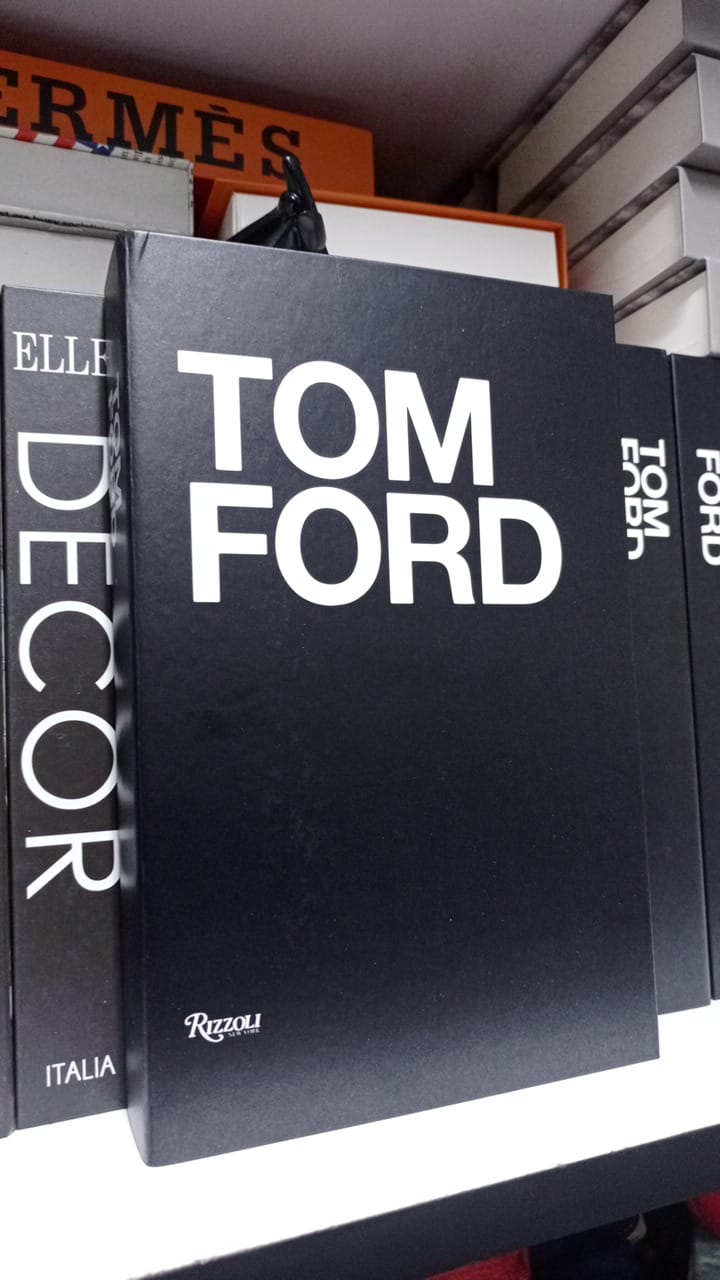 ERMÈS
ELLE
DECOR
ITALIA
TOM
FORD
RIZZOLI
NEW YORK
TOM
FORD
FORD